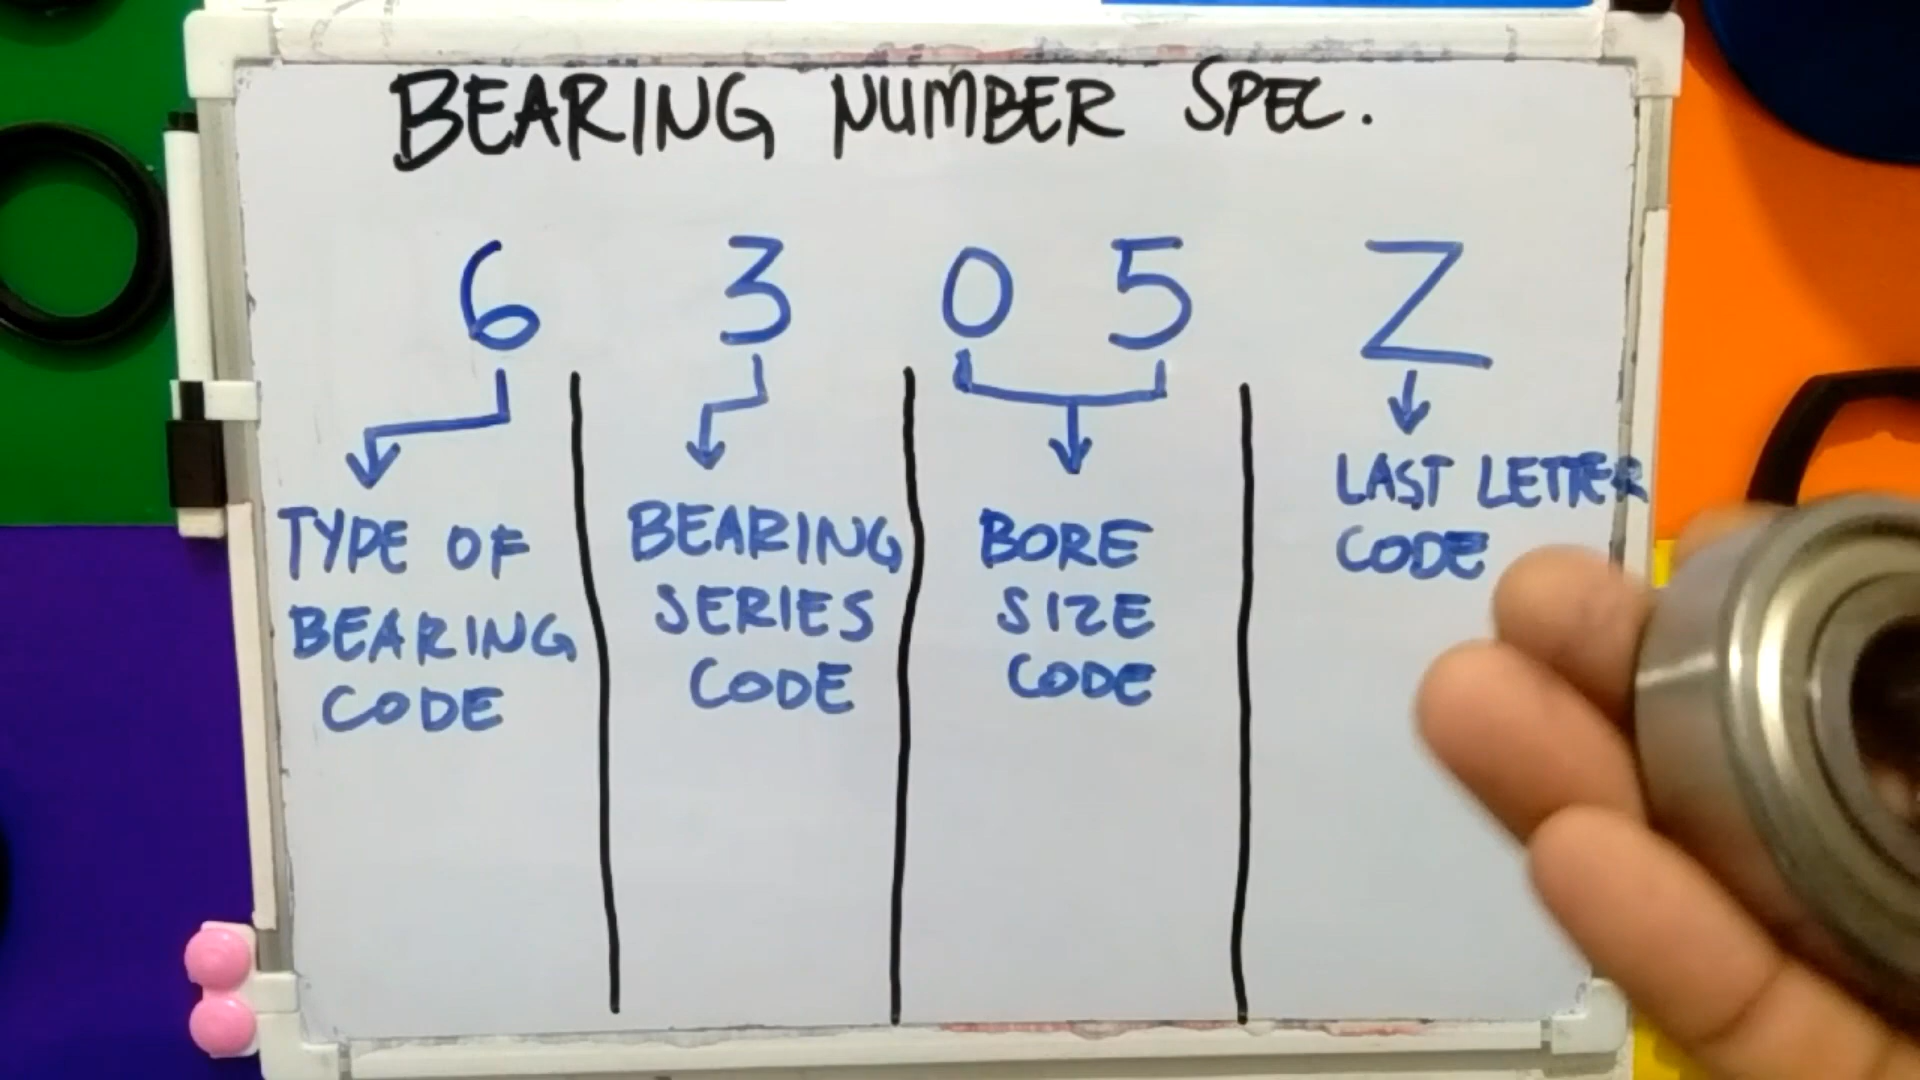 BEARING NUMBER SPEC.
6 3 0 5 Z
TYPE OF
BEARING
CODE
BEARING
SERIES
CODE
BORE
SIZE
CODE
LAST LETTER
CODE